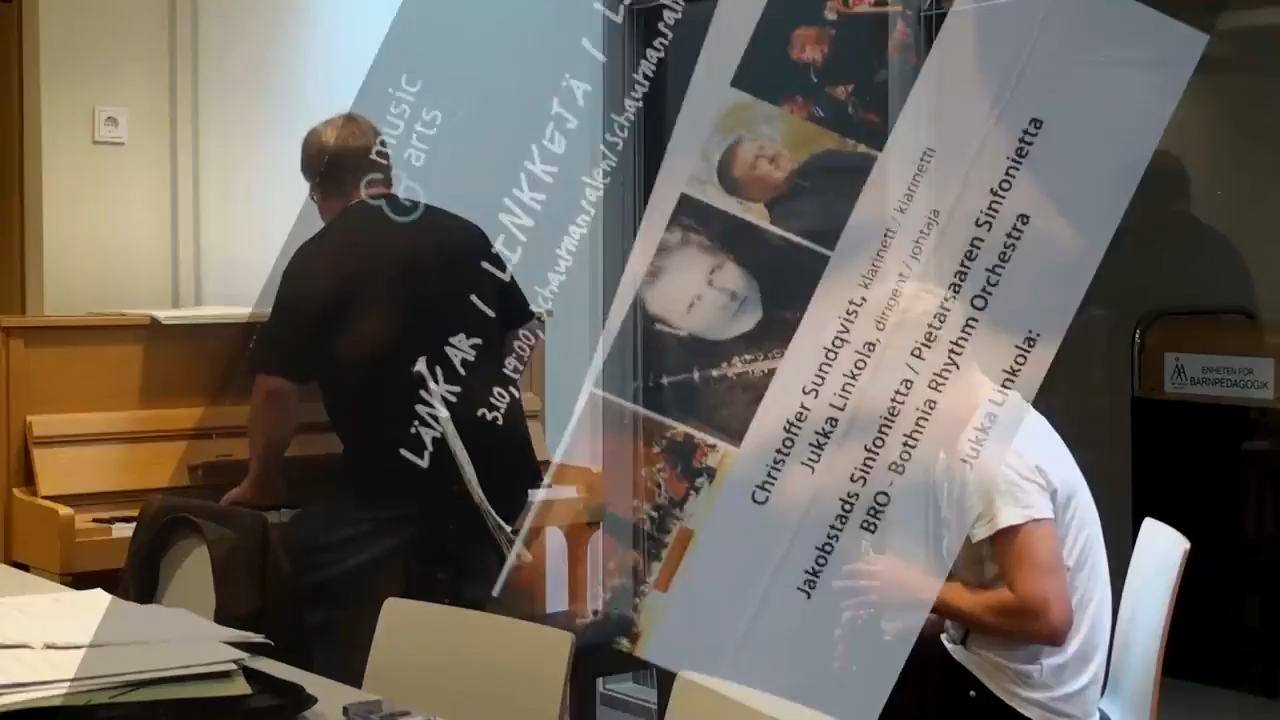 music
& arts
LÄNKAR / LINKKEJÄ /
3.10, 19:00, Schaumansalen/Schaumansali
Christoffer Sundqvist, klarinett / klarinetti
Jukka Linkola, dirigent / johtaja
Jakobstads Sinfonietta / Pietarsaaren Sinfonietta
BRO - Bothnia Rhythm Orchestra
Jukka Linkola:
ENHETEN FÖR
BARNPEDAGOGIK